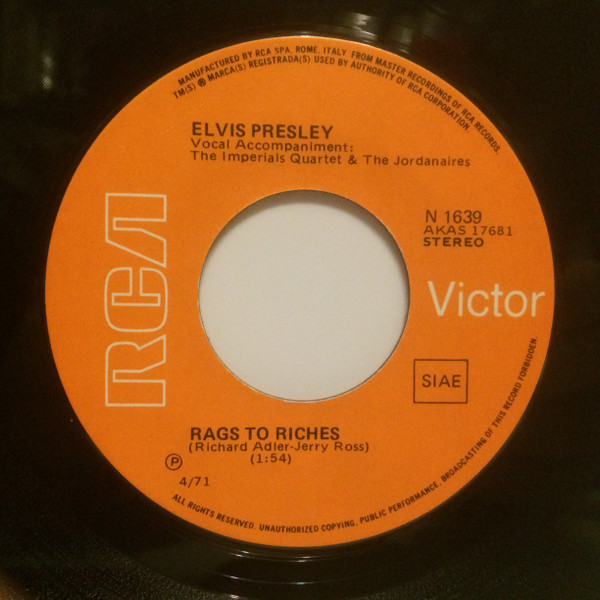 MANUFACTURED BY RCA SPA, ROME, ITALY FROM MASTER RECORDINGS OF RCA RECORDS.
TM(S) ® MARCA(S) REGISTRADA(S) USED BY AUTHORITY OF RCA CORPORATION.
ELVIS PRESLEY
Vocal Accompaniment:
The Imperials Quartet & The Jordanaires
N 1639
AKAS 17681
STEREO
RCA
Victor
SIAE
RAGS TO RICHES
(Richard Adler-Jerry Ross)
(1:54)
Ⓟ
4/71
ALL RIGHTS RESERVED. UNAUTHORIZED COPYING, PUBLIC PERFORMANCE, BROADCASTING OF THIS RECORD FORBIDDEN.